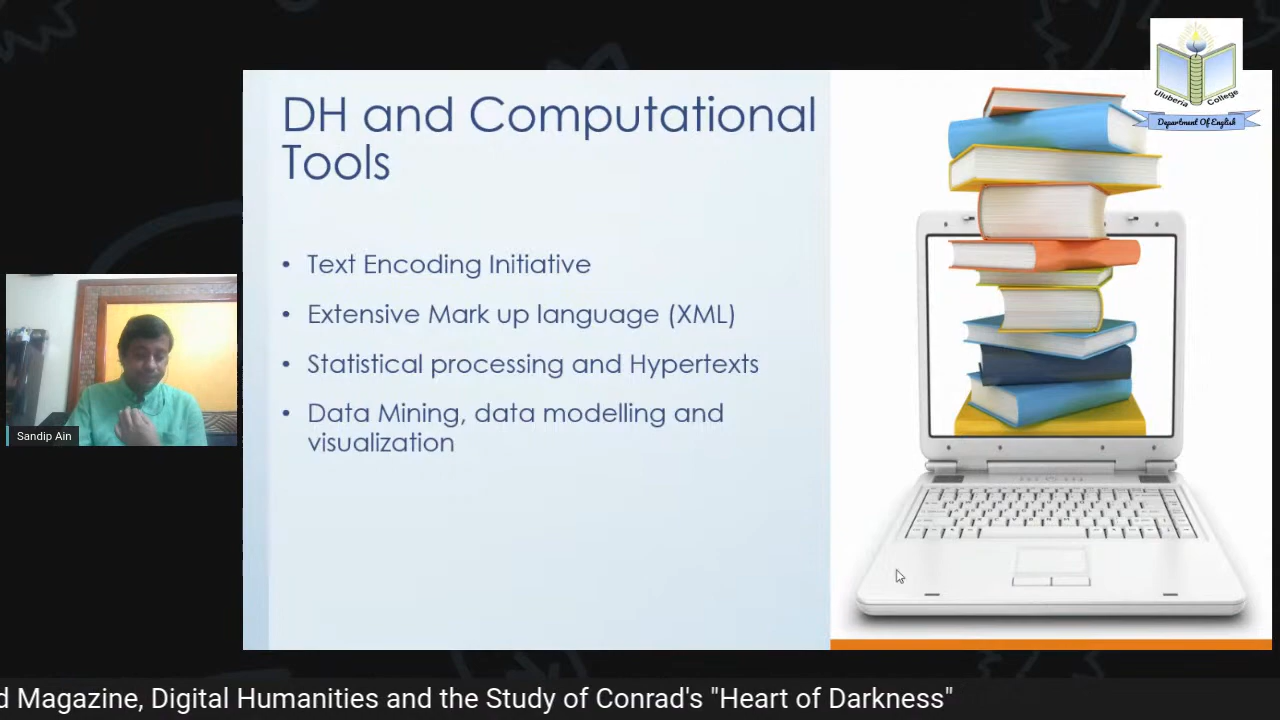 Uluberia College
Department Of English
DH and Computational
Tools
• Text Encoding Initiative
• Extensive Mark up language (XML)
• Statistical processing and Hypertexts
• Data Mining, data modelling and
visualization
Sandip Ain
d Magazine, Digital Humanities and the Study of Conrad's "Heart of Darkness"